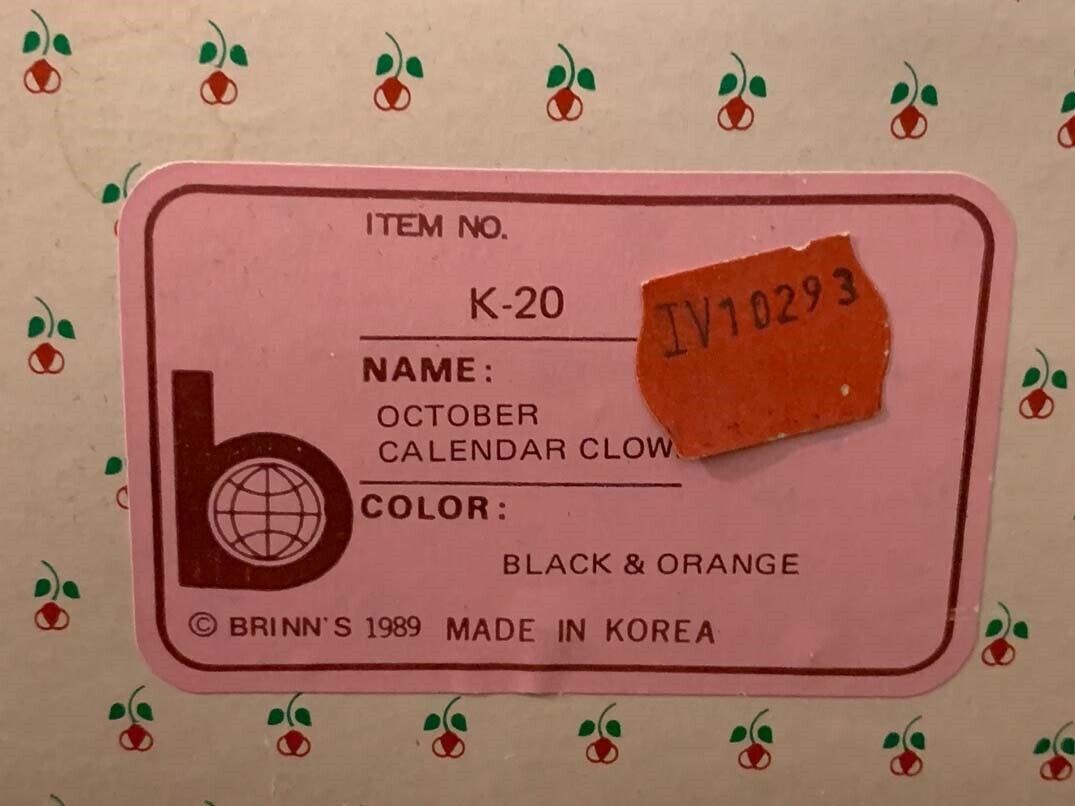 ITEM NO.
K-20
IV10293
NAME:
OCTOBER
CALENDAR CLOW
COLOR:
BLACK & ORANGE
b
© BRINN'S 1989 MADE IN KOREA